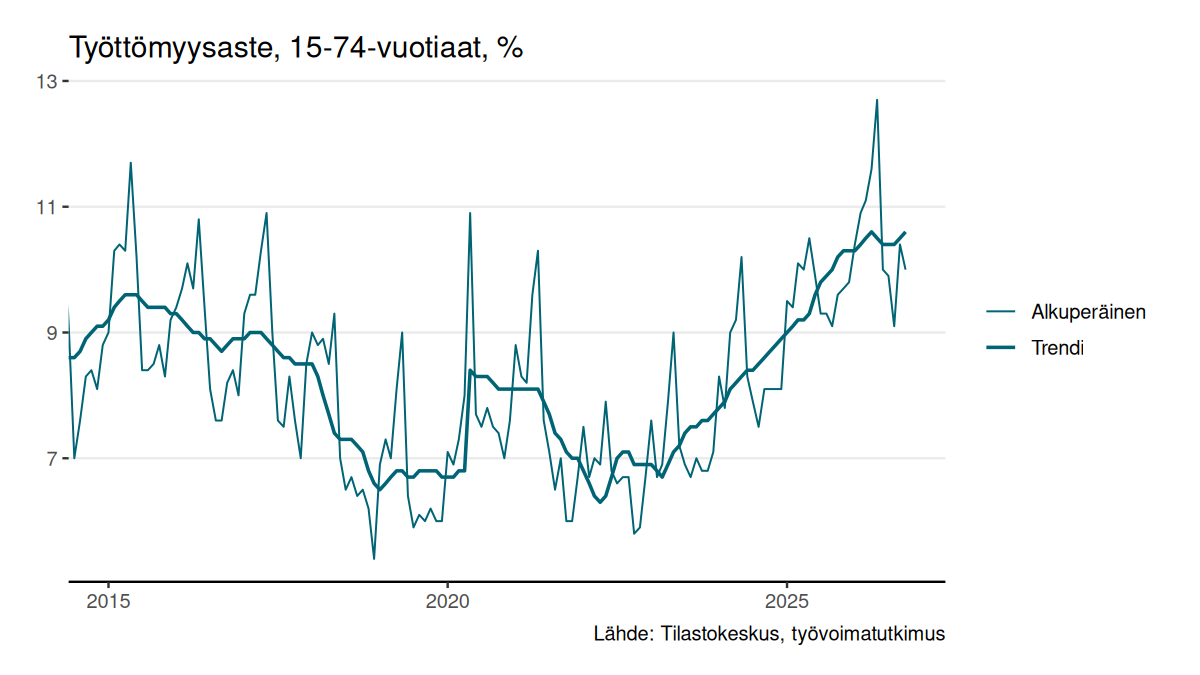 Työttömyysaste, 15-74-vuotiaat, %
13
11
9
7
2015
2020
2025
Alkuperäinen
Trendi
Lähde: Tilastokeskus, työvoimatutkimus